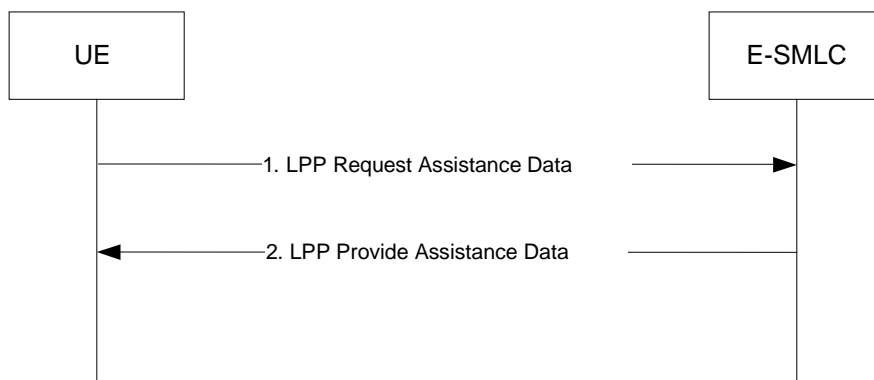 UE
E-SMLC
1. LPP Request Assistance Data
2. LPP Provide Assistance Data